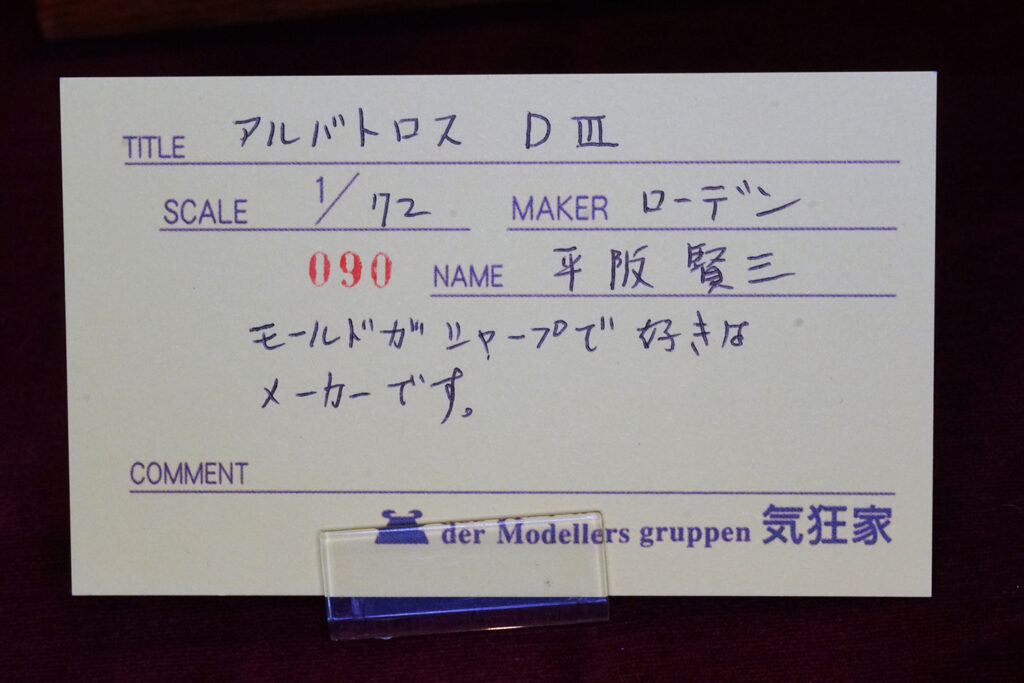 TITLE アルバトロス D III
SCALE 1/72 MAKER ローデン
090 NAME 平阪 賢三
モールドがシャープで 好きな
メーカーです。
COMMENT
der Modellers gruppen 気狂家